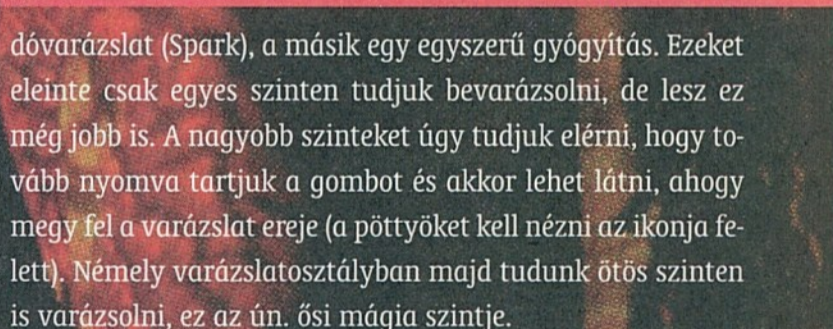 dóvarázslat (Spark), a másik egy egyszerű gyógyítás. Ezeket
eleinte csak egyes szinten tudjuk bevarázsolni, de lesz ez
még jobb is. A nagyobb szinteket úgy tudjuk elérni, hogy to-
vább nyomva tartjuk a gombot és akkor lehet látni, ahogy
megy fel a varázslat ereje (a pöttyöket kell nézni az ikonja fe-
lett). Némely varázslatosztályban majd tudunk ötös szinten
is varázsolni, ez az ún. ősi mágia szintje.